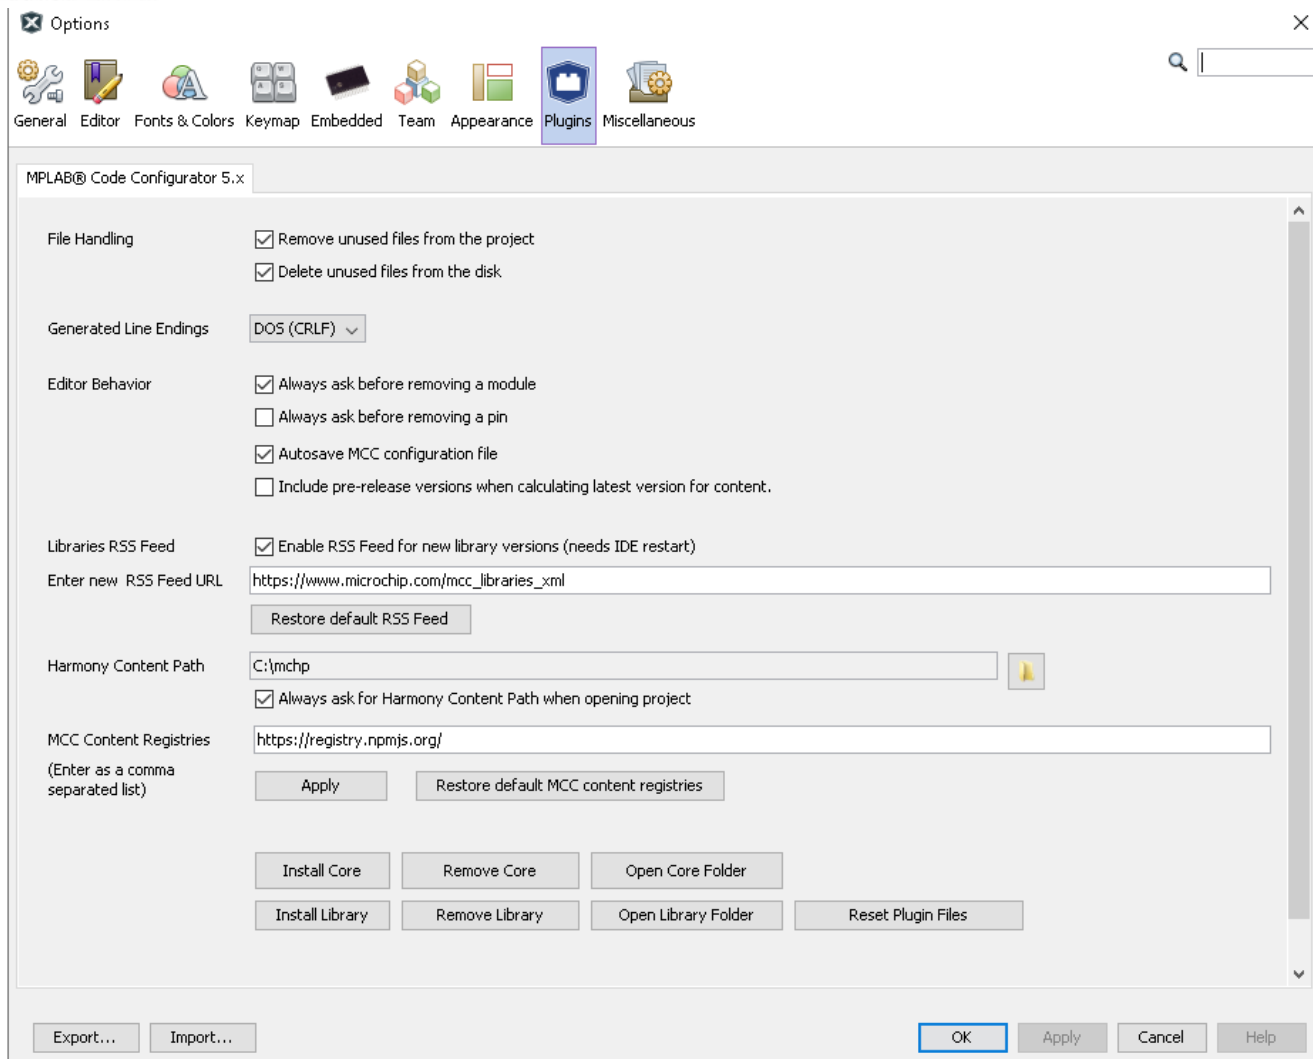 Options
General Editor Fonts & Colors Keymap Embedded Team Appearance Plugins Miscellaneous
MPLAB® Code Configurator 5.x
File Handling Remove unused files from the project
Delete unused files from the disk
Generated Line Endings DOS (CRLF)
Editor Behavior Always ask before removing a module
Always ask before removing a pin
Autosave MCC configuration file
Include pre-release versions when calculating latest version for content.
Libraries RSS Feed Enable RSS Feed for new library versions (needs IDE restart)
Enter new RSS Feed URL https://www.microchip.com/mcc_libraries_xml
Restore default RSS Feed
Harmony Content Path C:\mchp
Always ask for Harmony Content Path when opening project
MCC Content Registries https://registry.npmjs.org/
(Enter as a comma
separated list) Apply Restore default MCC content registries
Install Core Remove Core Open Core Folder
Install Library Remove Library Open Library Folder Reset Plugin Files
Export... Import... OK Apply Cancel Help